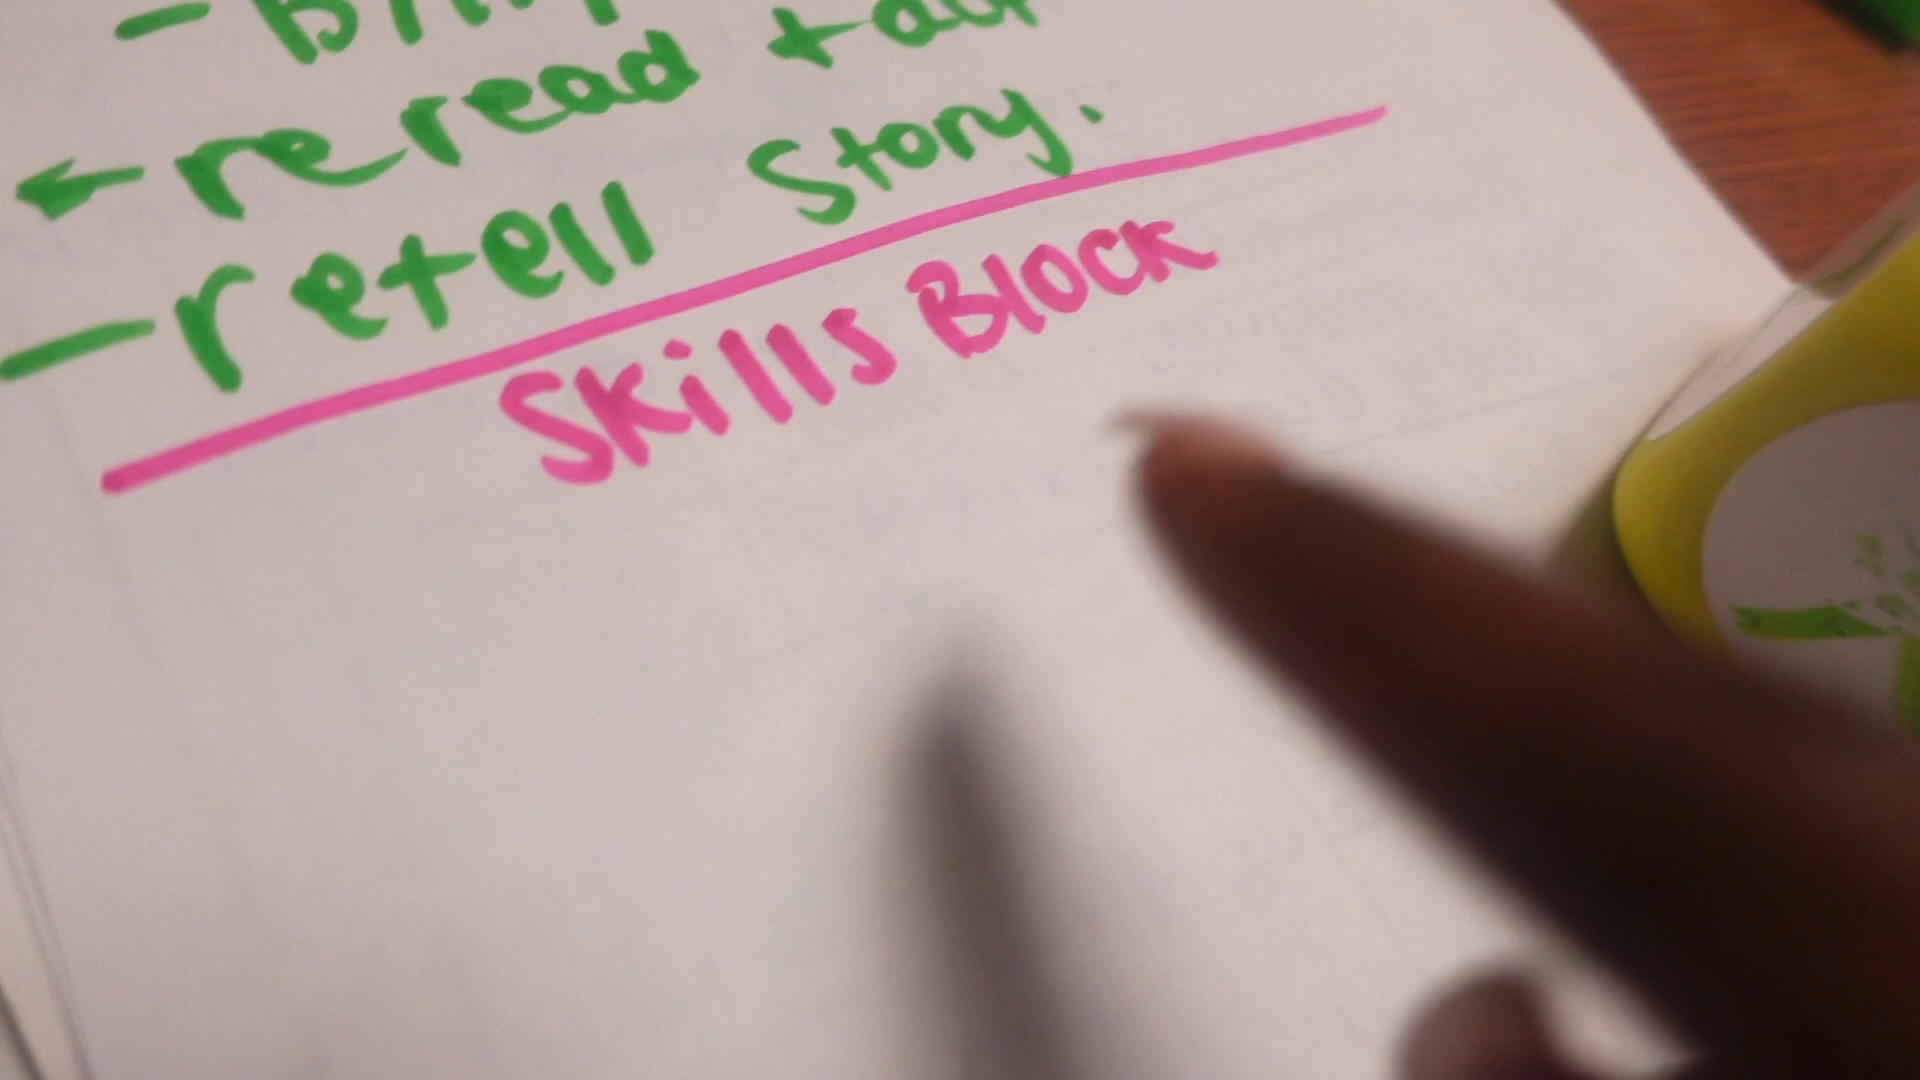 - reread
- retell Story.
Skills Block